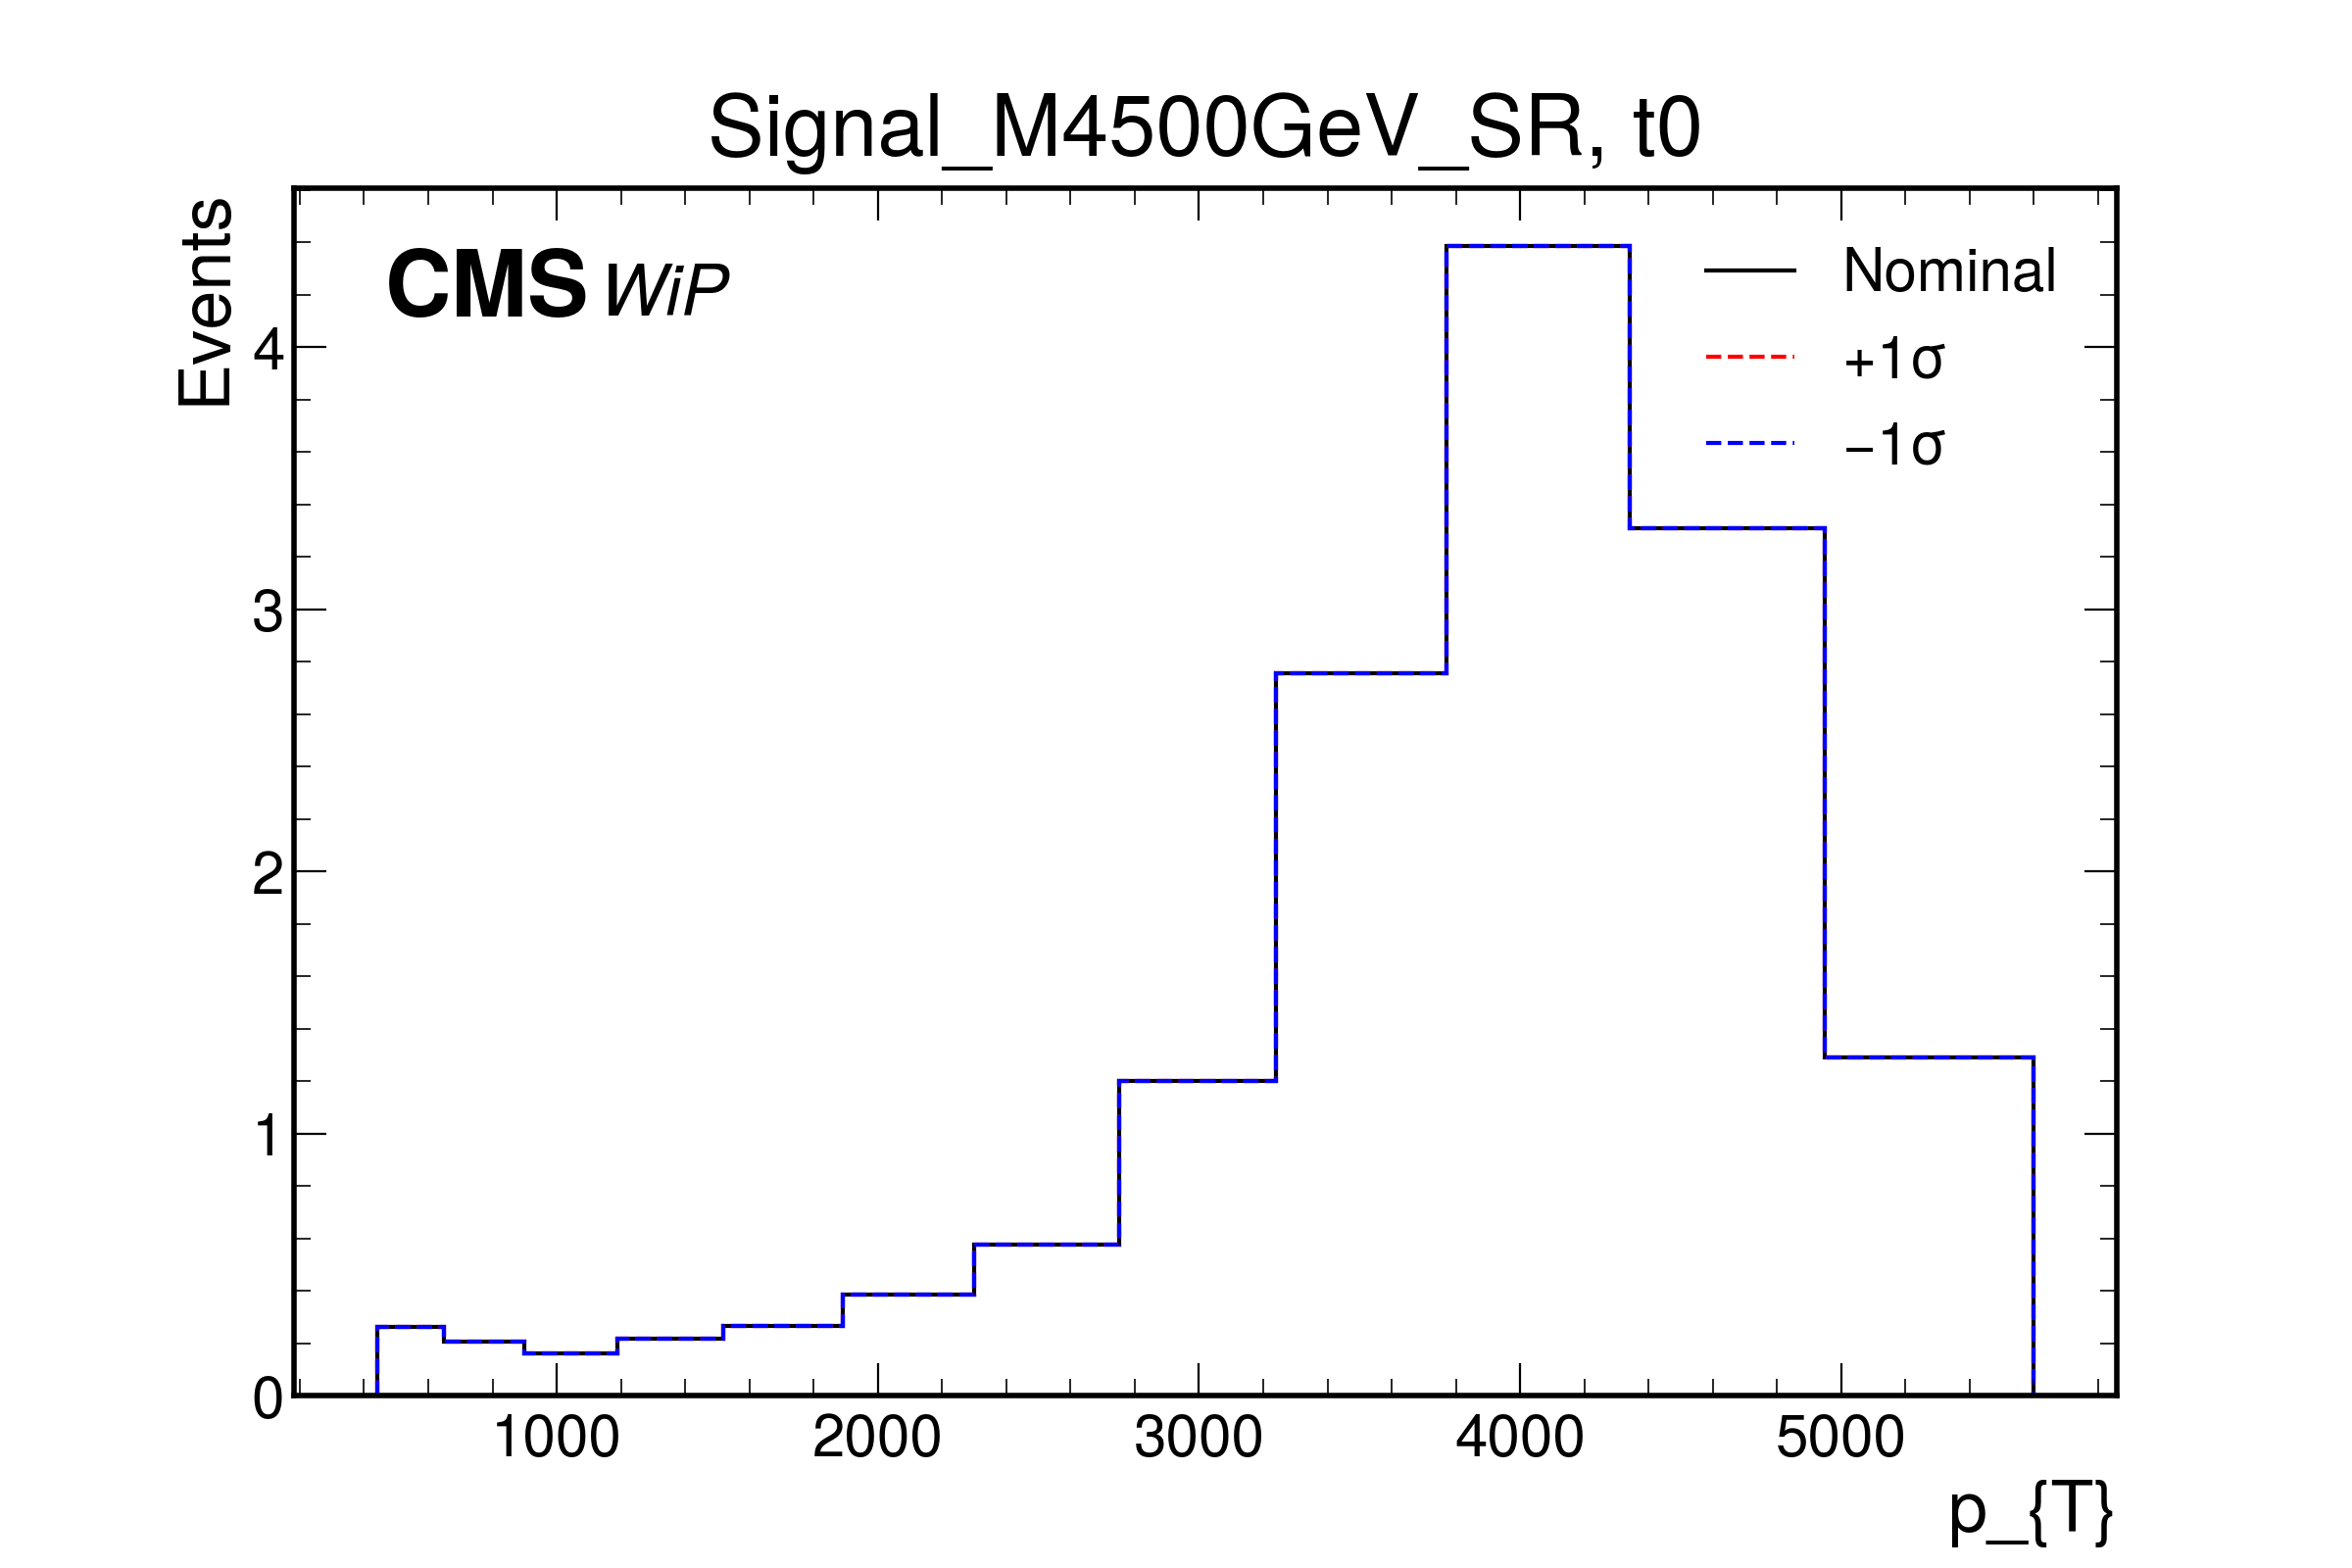 Signal_M4500GeV_SR, t0
Events
CMS WiP
Nominal
+1σ
−1σ
4
3
2
1
0
1000 2000 3000 4000 5000
p_{T}